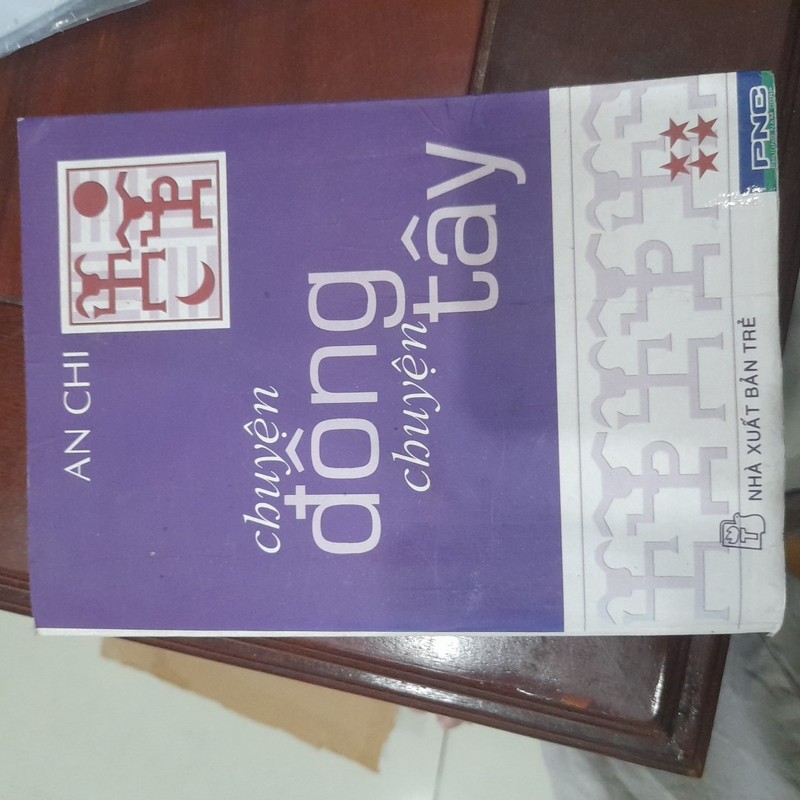 AN CHI
chuyện
đông
chuyện
tây
NHÀ XUẤT BẢN TRẺ
PNC